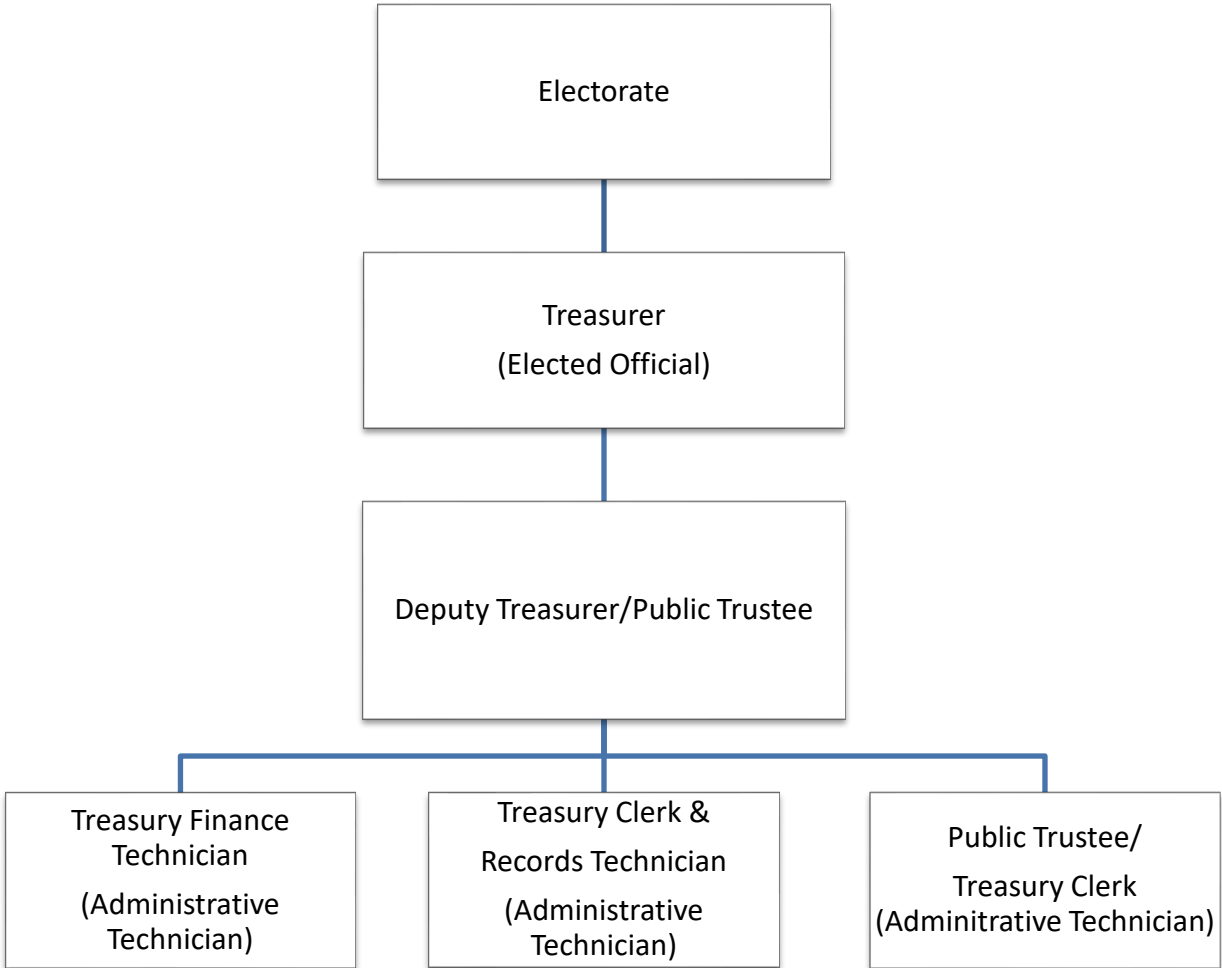 Electorate
Treasurer
(Elected Official)
Deputy Treasurer/Public Trustee
Treasury Finance
Technician
(Administrative
Technician)
Treasury Clerk &
Records Technician
(Administrative
Technician)
Public Trustee/
Treasury Clerk
(Adminitrative Technician)